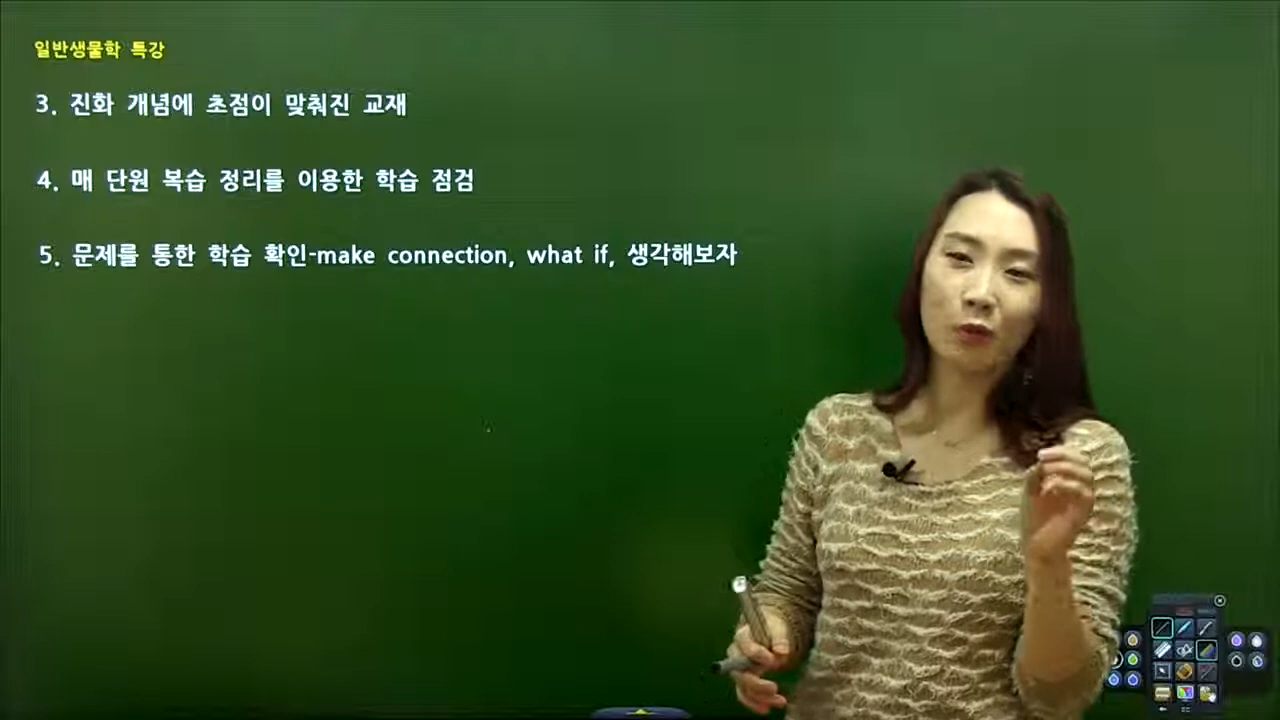 일반생물학 특강
3. 진화 개념에 초점이 맞춰진 교재
4. 매 단원 복습 정리를 이용한 학습 점검
5. 문제를 통한 학습 확인-make connection, what if, 생각해보자